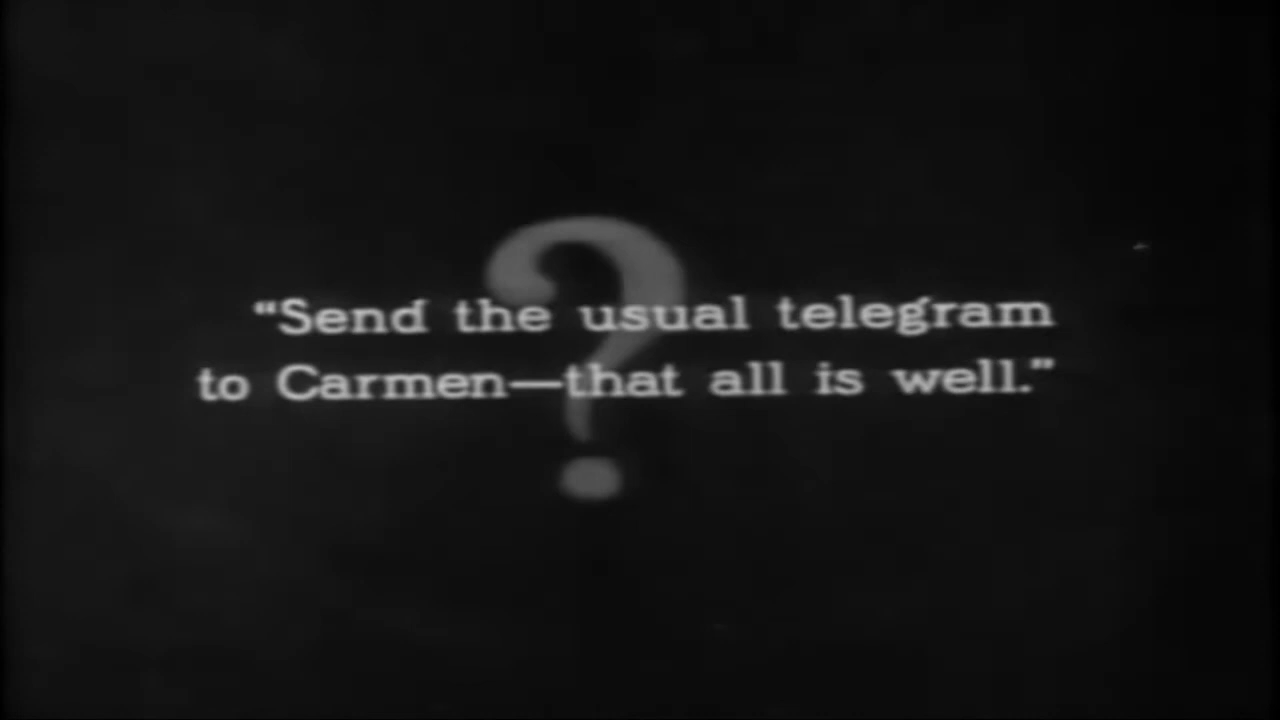 “Send the usual telegram
to Carmen—that all is well.”
?